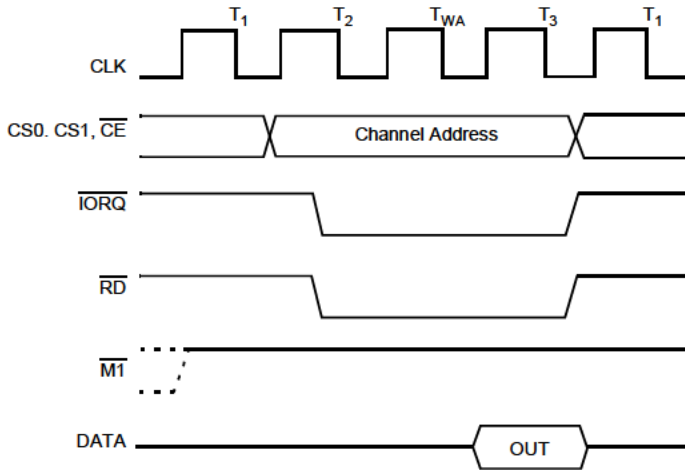 T1 T2 TWA T3 T1
CLK
CS0. CS1, CE Channel Address
IORQ
RD
M1
DATA OUT